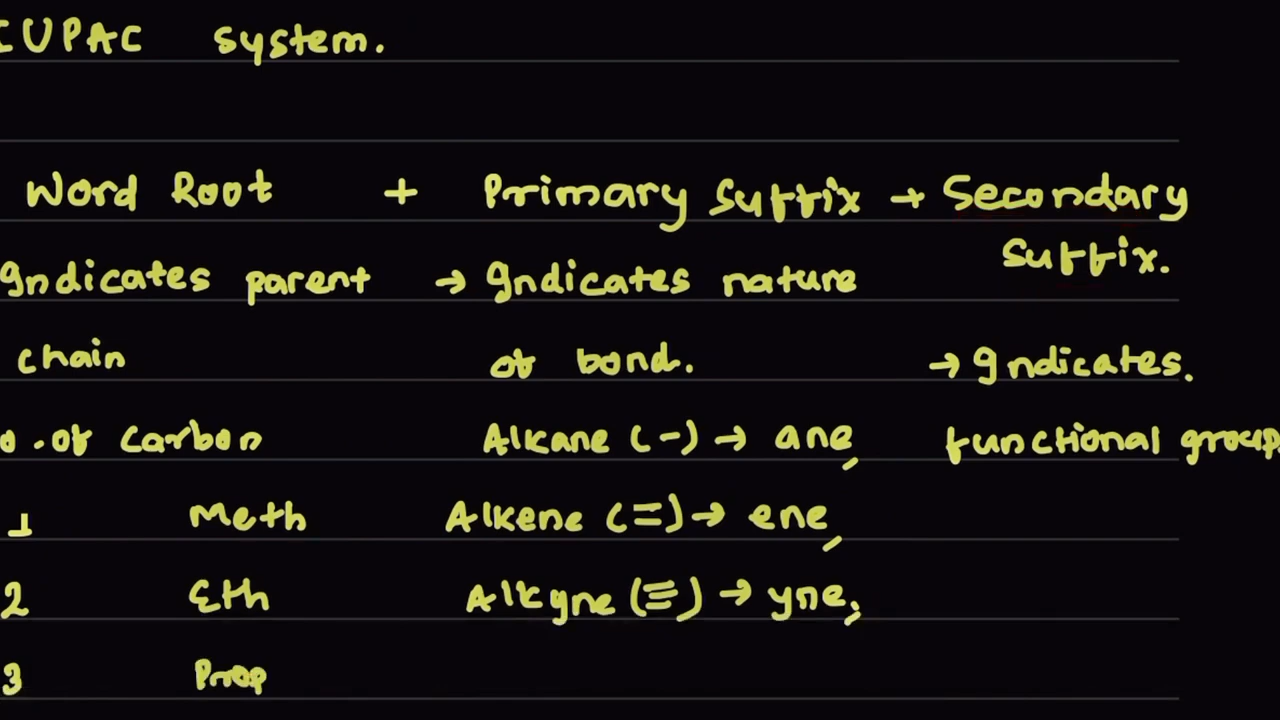 IUPAC system.
Word Root + Primary Suffix + Secondary
Suffix.
Indicates parent → Indicates nature
chain of bond. → Indicates.
o. of carbon Alkane (-) → ane, functional group.
1 Meth Alkene (=) → ene,
2 Eth Alkyne (≡) → yne,
3 Prop